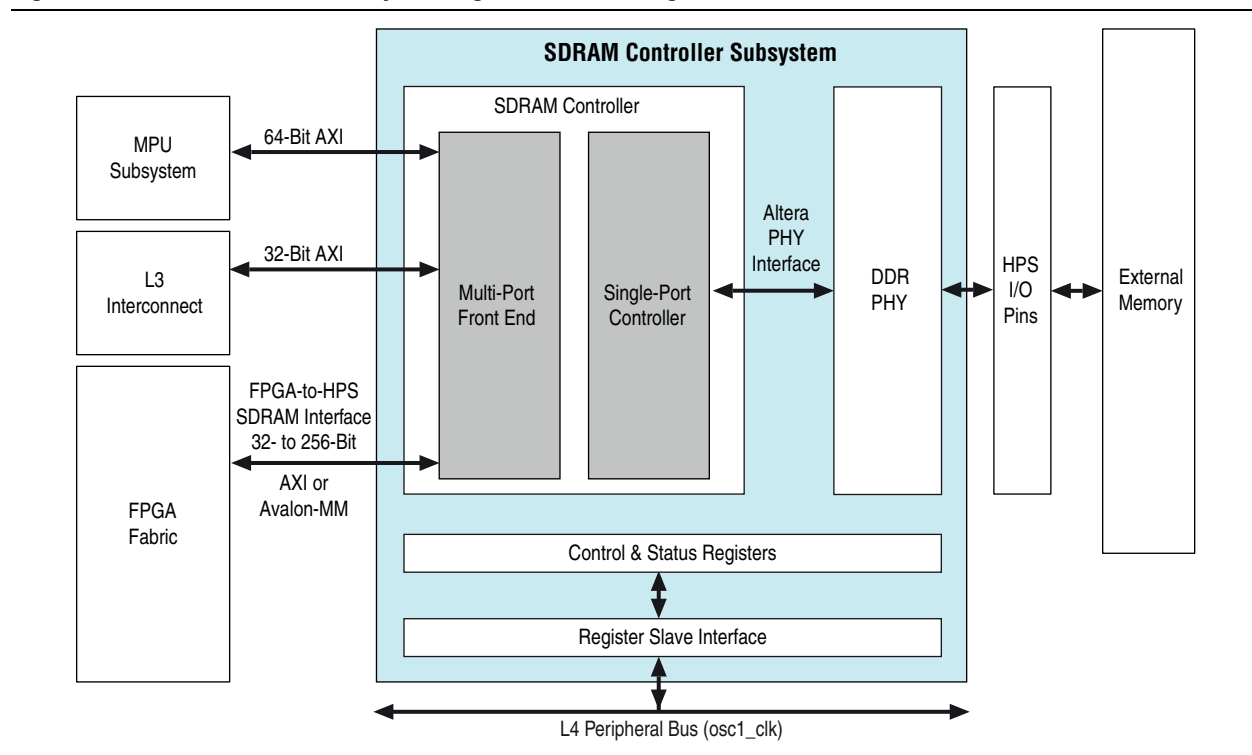 SDRAM Controller Subsystem
SDRAM Controller
MPU
Subsystem
64-Bit AXI
L3
Interconnect
32-Bit AXI
FPGA
Fabric
FPGA-to-HPS
SDRAM Interface
32- to 256-Bit
AXI or
Avalon-MM
Multi-Port
Front End
Single-Port
Controller
Altera
PHY
Interface
DDR
PHY
HPS
I/O
Pins
External
Memory
Control & Status Registers
Register Slave Interface
L4 Peripheral Bus (osc1_clk)